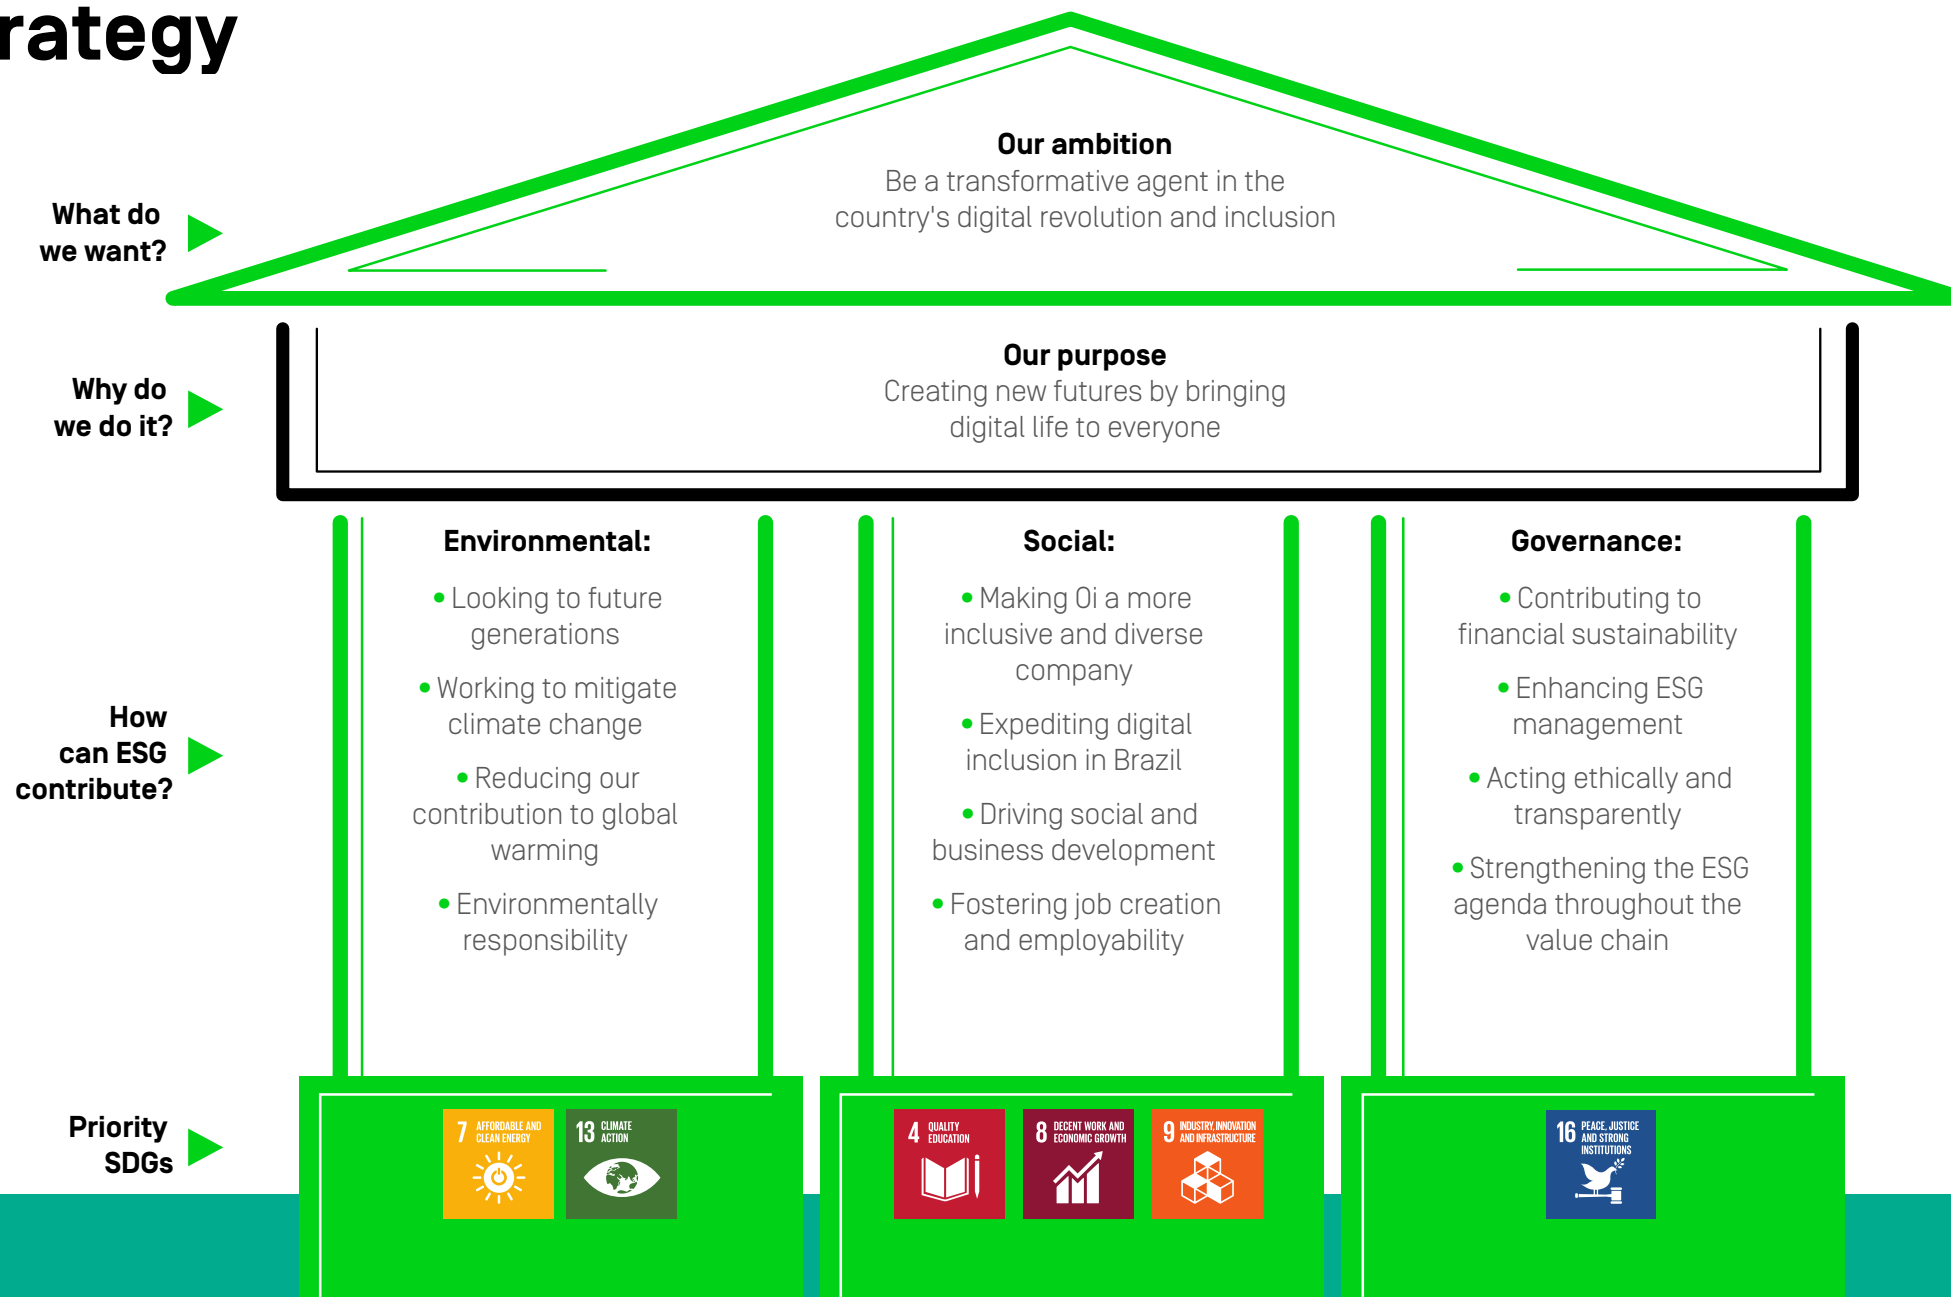 rategy
Our ambition
Be a transformative agent in the
country's digital revolution and inclusion
What do
we want?
Our purpose
Creating new futures by bringing
digital life to everyone
Why do
we do it?
Environmental:
• Looking to future
generations
• Working to mitigate
climate change
• Reducing our
contribution to global
warming
• Environmentally
responsibility
Social:
• Making Oi a more
inclusive and diverse
company
• Expediting digital
inclusion in Brazil
• Driving social and
business development
• Fostering job creation
and employability
Governance:
• Contributing to
financial sustainability
• Enhancing ESG
management
• Acting ethically and
transparently
• Strengthening the ESG
agenda throughout the
value chain
How
can ESG
contribute?
Priority
SDGs
7 AFFORDABLE AND
CLEAN ENERGY
13 CLIMATE
ACTION
4 QUALITY
EDUCATION
8 DECENT WORK AND
ECONOMIC GROWTH
9 INDUSTRY, INNOVATION
AND INFRASTRUCTURE
16 PEACE, JUSTICE
AND STRONG
INSTITUTIONS